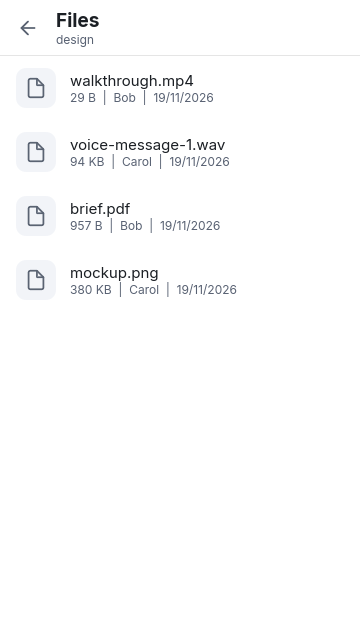 Files
design
walkthrough.mp4
29 B | Bob | 19/11/2026
voice-message-1.wav
94 KB | Carol | 19/11/2026
brief.pdf
957 B | Bob | 19/11/2026
mockup.png
380 KB | Carol | 19/11/2026